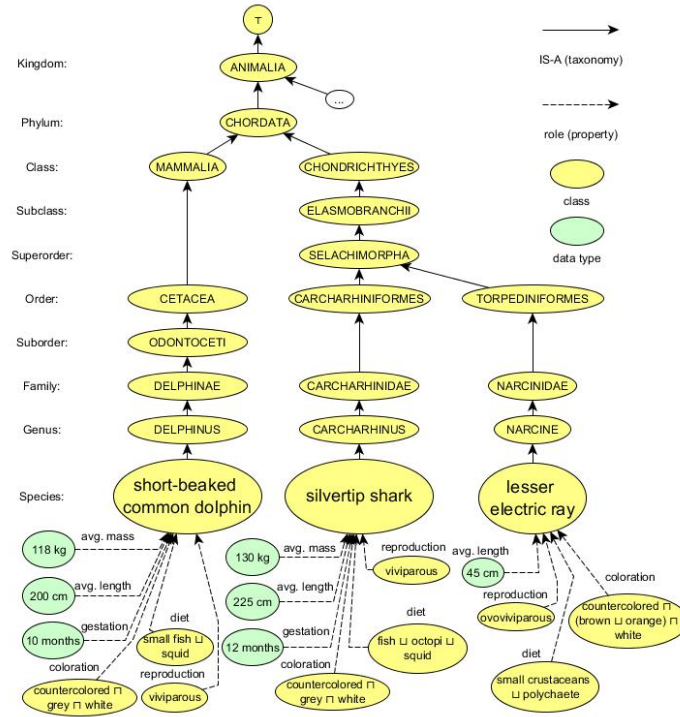 ⊤
Kingdom:
ANIMALIA
IS-A (taxonomy)
...
Phylum:
CHORDATA
role (property)
Class:
MAMMALIA
CHONDRICHTHYES
class
Subclass:
ELASMOBRANCHII
Superorder:
SELACHIMORPHA
data type
Order:
CETACEA
CARCHARHINIFORMES
TORPEDINIFORMES
Suborder:
ODONTOCETI
Family:
DELPHINAE
CARCHARHINIDAE
NARCINIDAE
Genus:
DELPHINUS
CARCHARHINUS
NARCINE
Species:
short-beaked
common dolphin
silvertip shark
lesser
electric ray
118 kg
avg. mass
200 cm
avg. length
10 months
gestation
coloration
countercolored ⊓
grey ⊓ white
diet
small fish ⊔
squid
reproduction
viviparous
130 kg
avg. mass
225 cm
avg. length
12 months
gestation
coloration
countercolored ⊓
grey ⊓ white
reproduction
viviparous
diet
fish ⊔ octopi ⊔
squid
avg. length
45 cm
reproduction
ovoviviparous
diet
small crustaceans
⊔ polychaete
coloration
countercolored ⊓
(brown ⊔ orange) ⊓
white